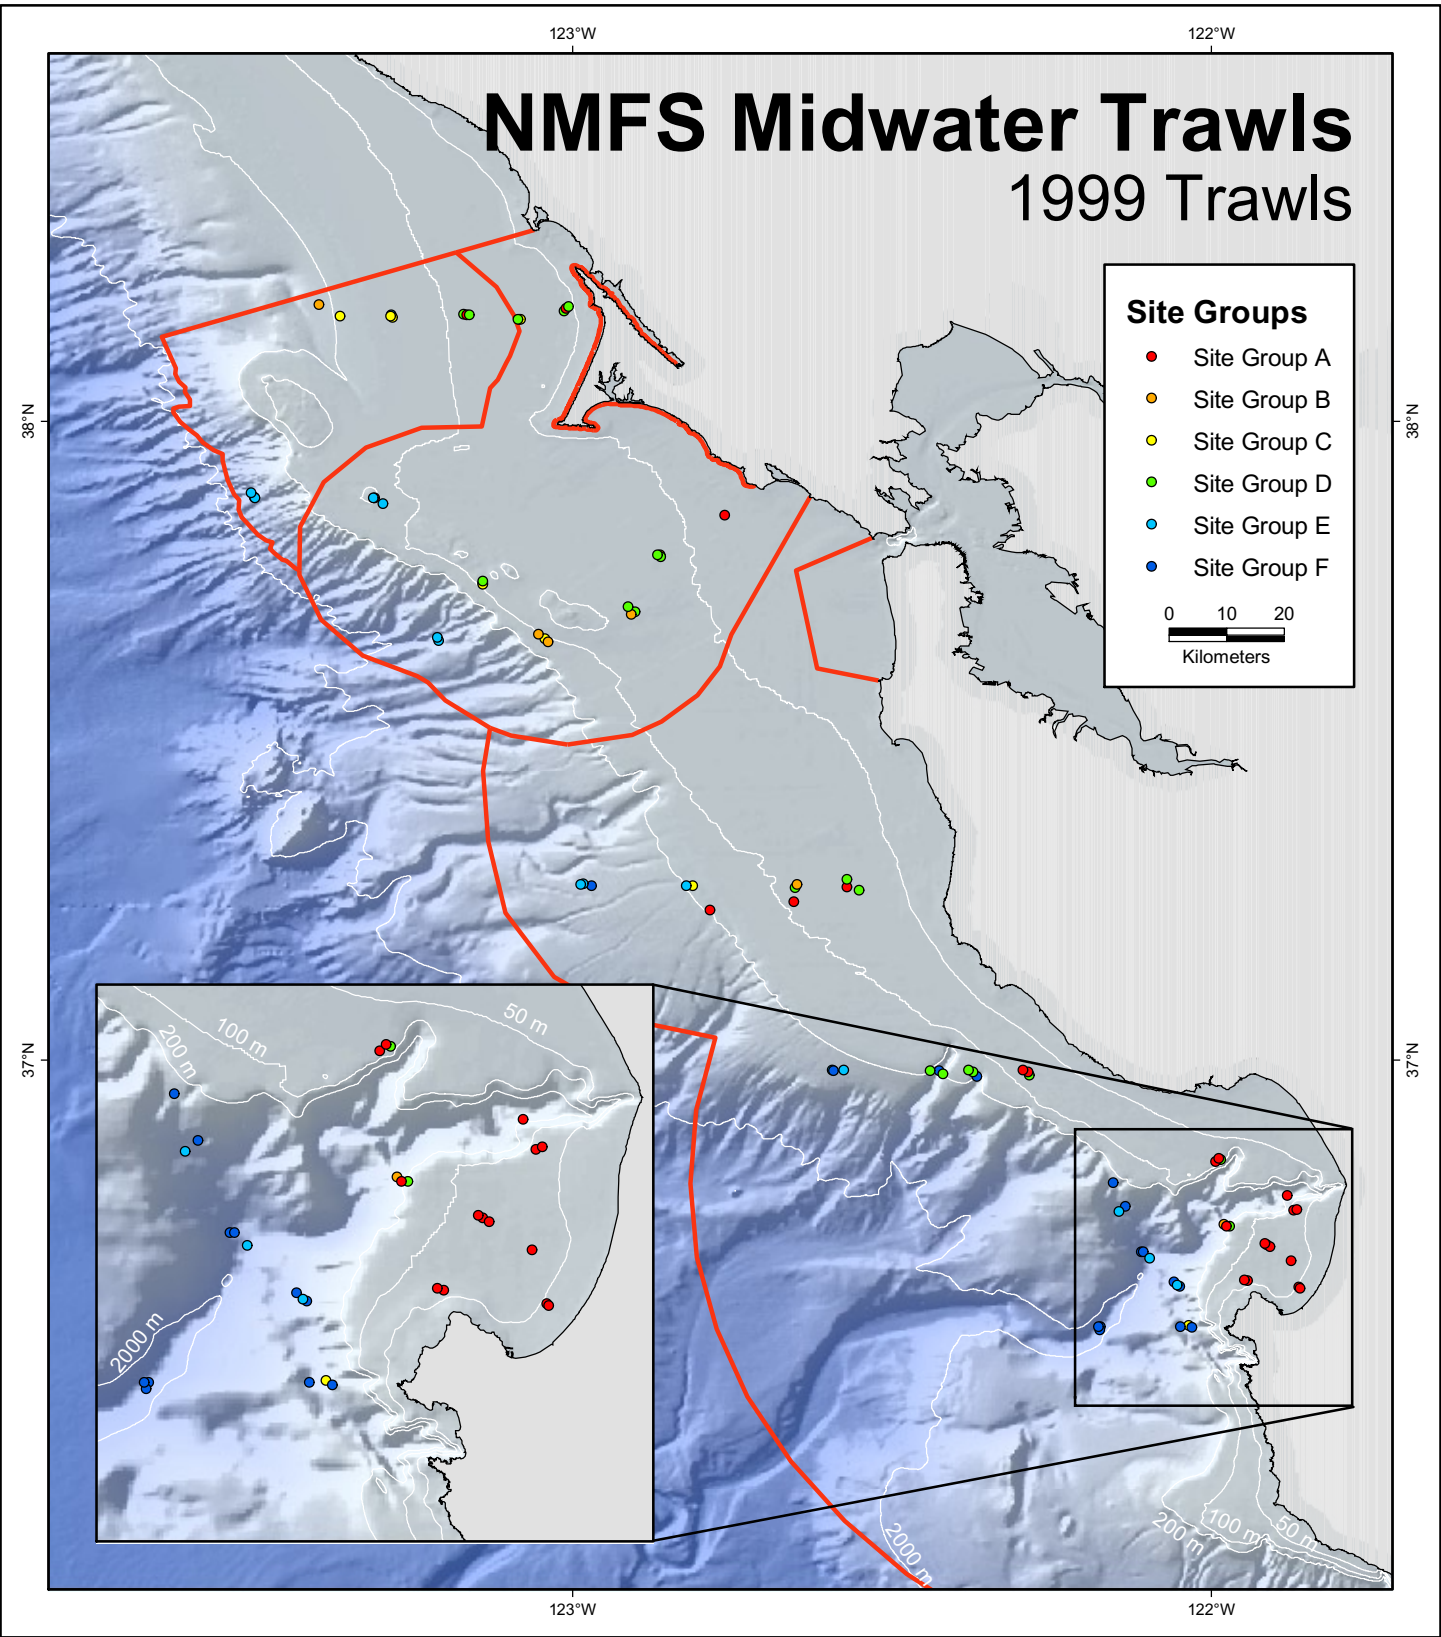 123°W
122°W
NMFS Midwater Trawls
1999 Trawls
Site Groups
Site Group A
Site Group B
Site Group C
Site Group D
Site Group E
Site Group F
0 10 20
Kilometers
38°N
38°N
37°N
37°N
50 m
100 m
200 m
2000 m
2000 m
200 m
100 m
50 m
123°W
122°W